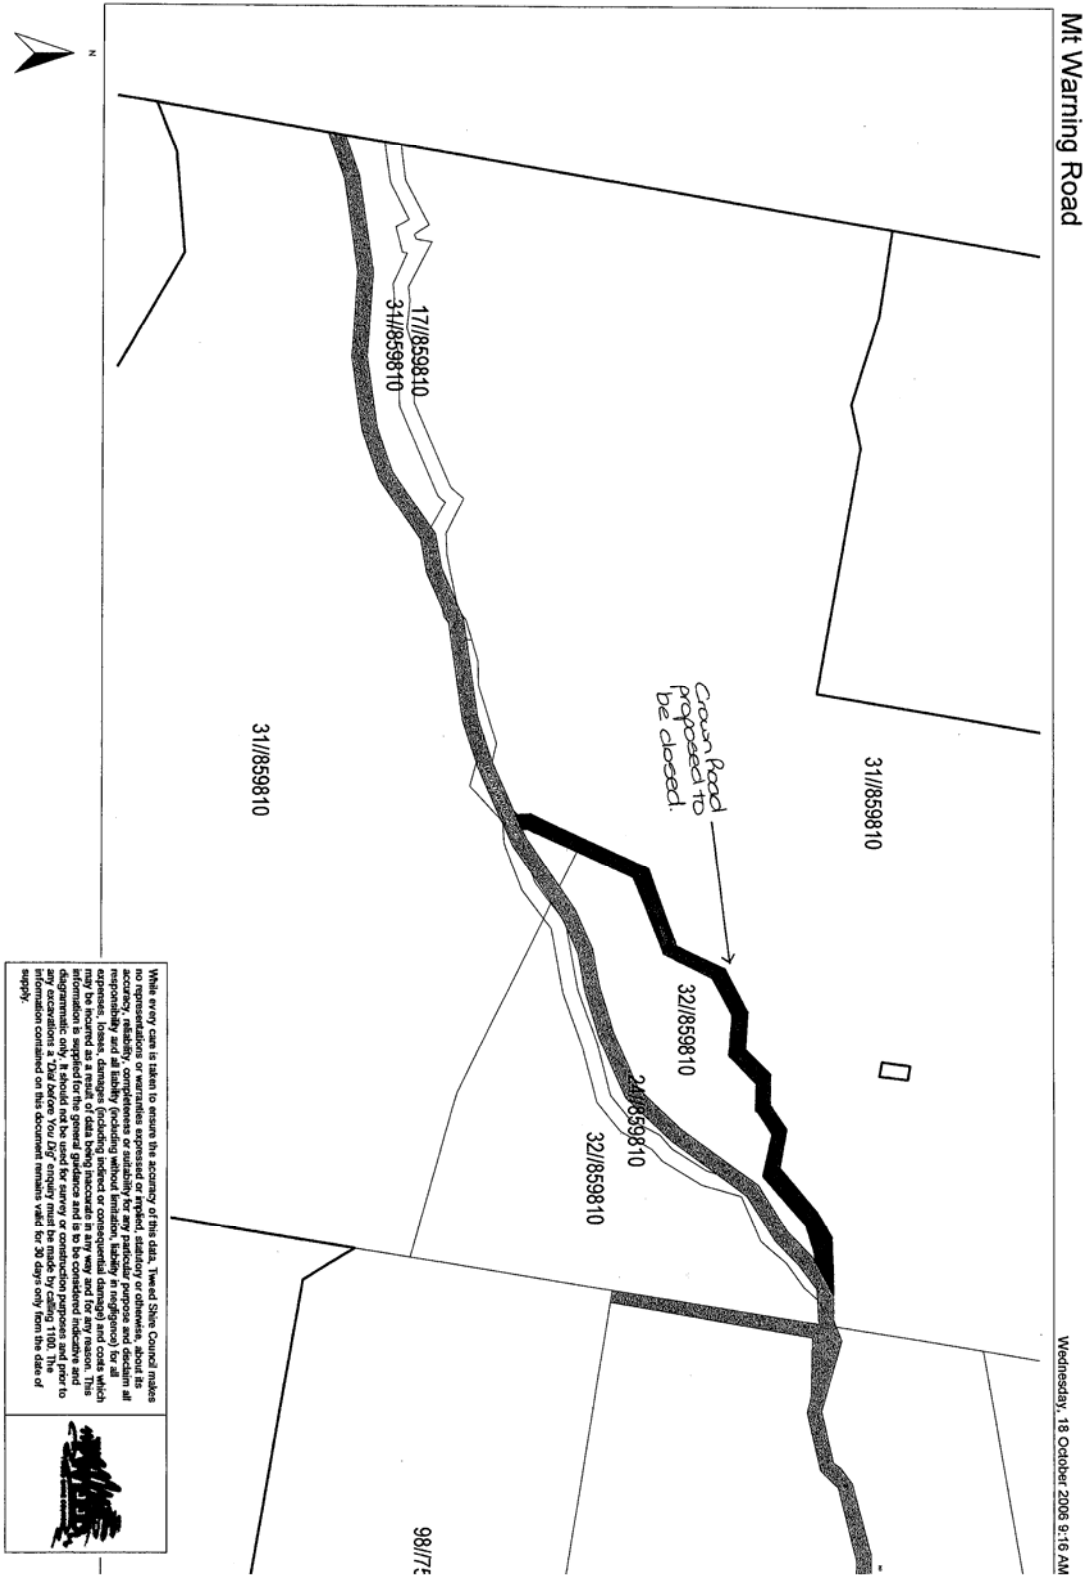 Mt Warning Road
Wednesday, 18 October 2006 9:16 AM
N
31//859810
17//859810
31//859810
Crown Road
proposed to
be closed.
32//859810
24//859810
32//859810
31//859810
98//75
While every care is taken to ensure the accuracy of this data, Tweed Shire Council makes
no representations or warranties expressed or implied, statutory or otherwise, about its
accuracy, reliability, completeness or suitability for any particular purpose and disclaim all
responsibility and all liability (including without limitation, liability in negligence) for all
expenses, losses, damages (including indirect or consequential damage) and costs which
may be incurred as a result of data being inaccurate in any way and for any reason. This
information is supplied for the general guidance and is to be considered indicative and
diagrammatic only. It should not be used for survey or construction purposes and prior to
any excavations a "Dial before You Dig" enquiry must be made by calling 1100. The
information contained on this document remains valid for 30 days only from the date of
supply.